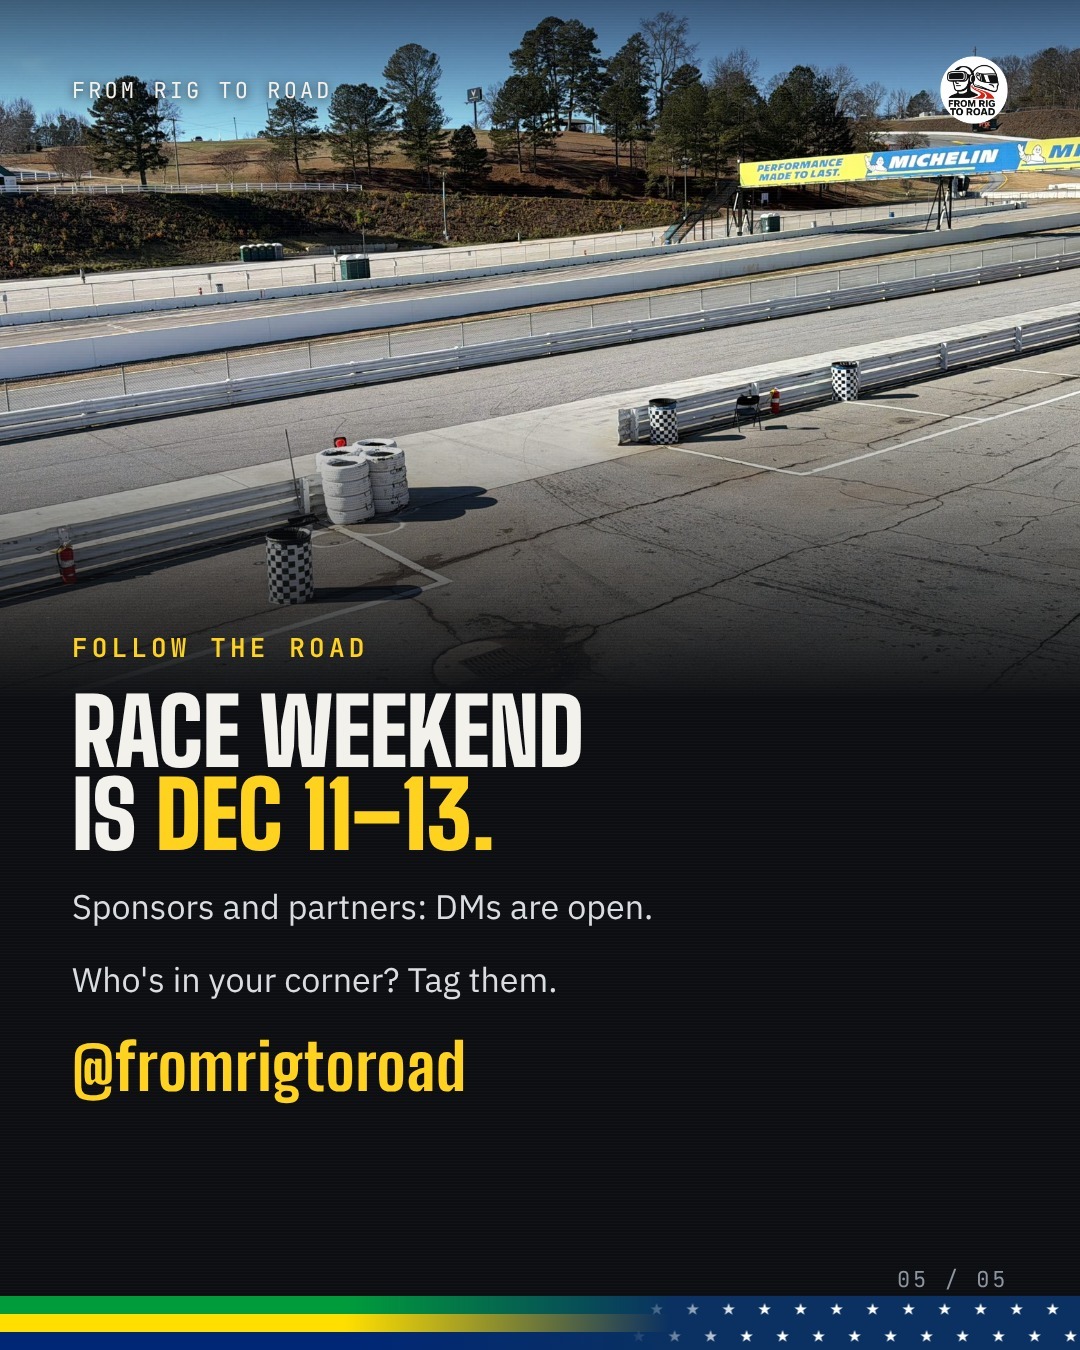 FROM RIG TO ROAD
FROM RIG
TO ROAD
PERFORMANCE
MADE TO LAST.
MICHELIN
MI
FOLLOW THE ROAD
RACE WEEKEND
IS DEC 11–13.
Sponsors and partners: DMs are open.
Who's in your corner? Tag them.
@fromrigtoroad
05 / 05